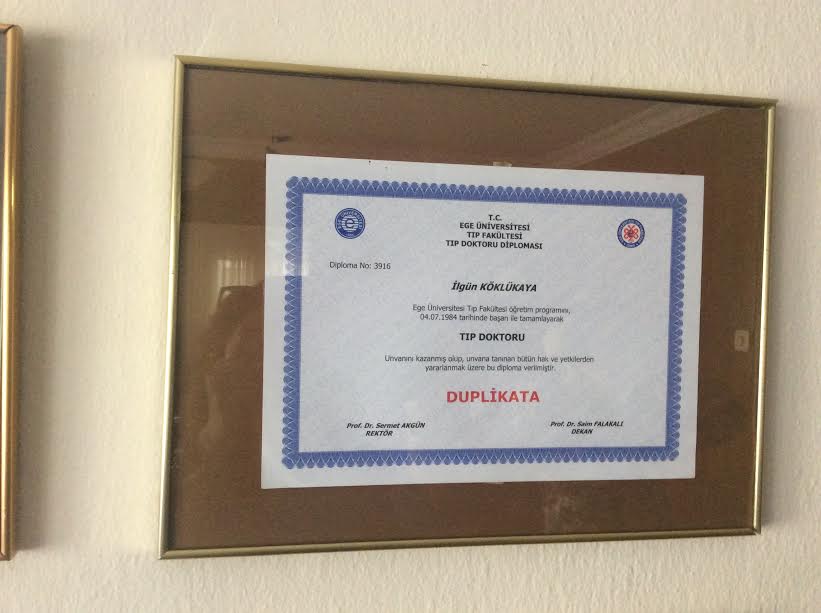 T.C.
EGE ÜNİVERSİTESİ
TIP FAKÜLTESİ
TIP DOKTORU DİPLOMASI
Diploma No: 3916
İlgün KÖKLÜKAYA
Ege Üniversitesi Tıp Fakültesi öğretim programını,
04.07.1984 tarihinde başarı ile tamamlayarak
TIP DOKTORU
Unvanını kazanmış olup, unvana tanınan bütün hak ve yetkilerden
yararlanmak üzere bu diploma verilmiştir.
DUPLİKATA
Prof. Dr. Sermet AKGÜN
REKTÖR
Prof. Dr. Saim FALAKALI
DEKAN